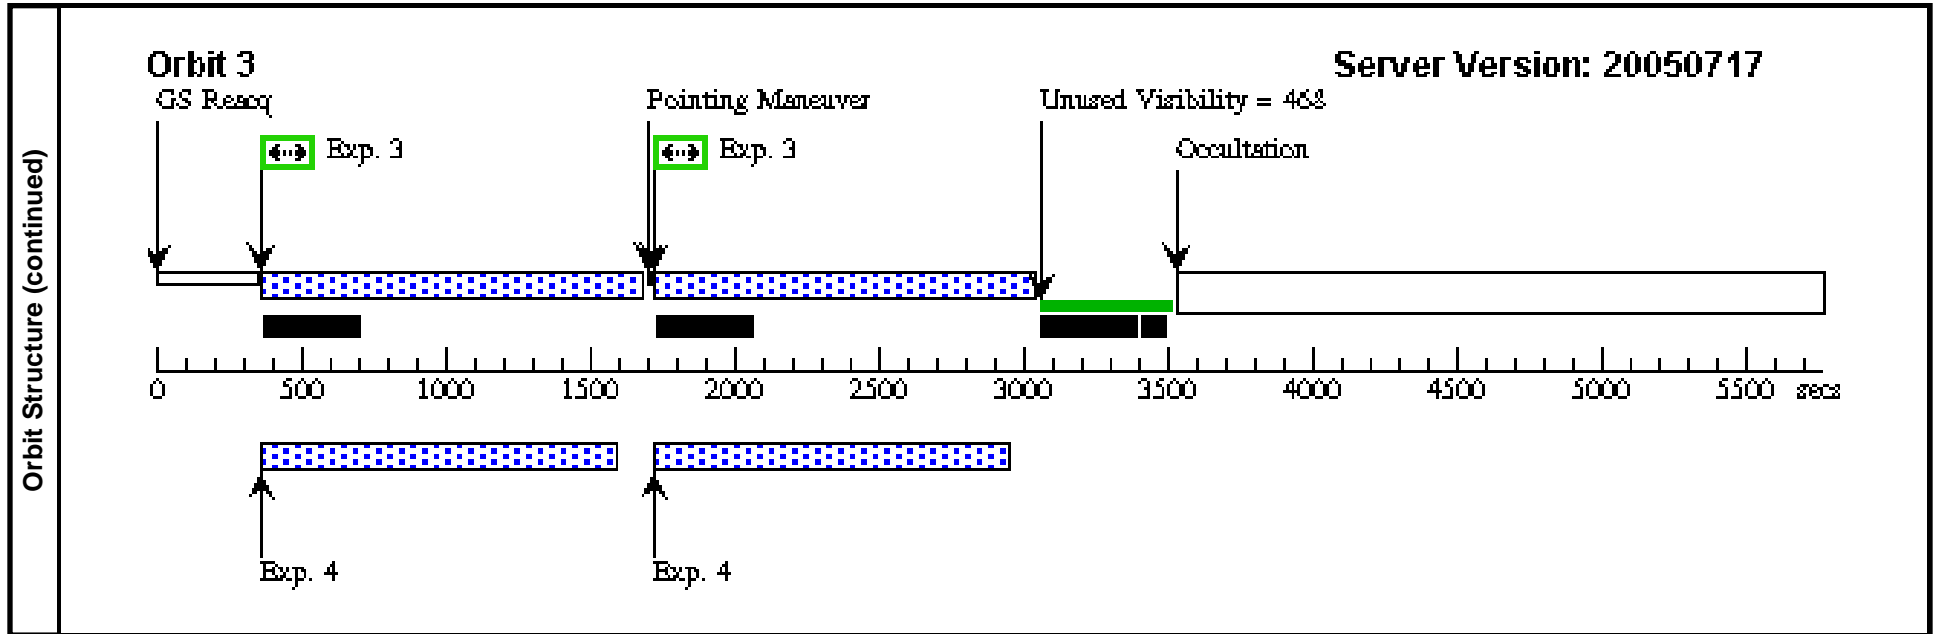 Orbit Structure (continued)
Orbit 3
Server Version: 20050717
GS Reacq
Pointing Maneuver
Unused Visibility = 468
Exp. 3
Exp. 3
Occultation
0 500 1000 1500 2000 2500 3000 3500 4000 4500 5000 5500 secs
Exp. 4
Exp. 4